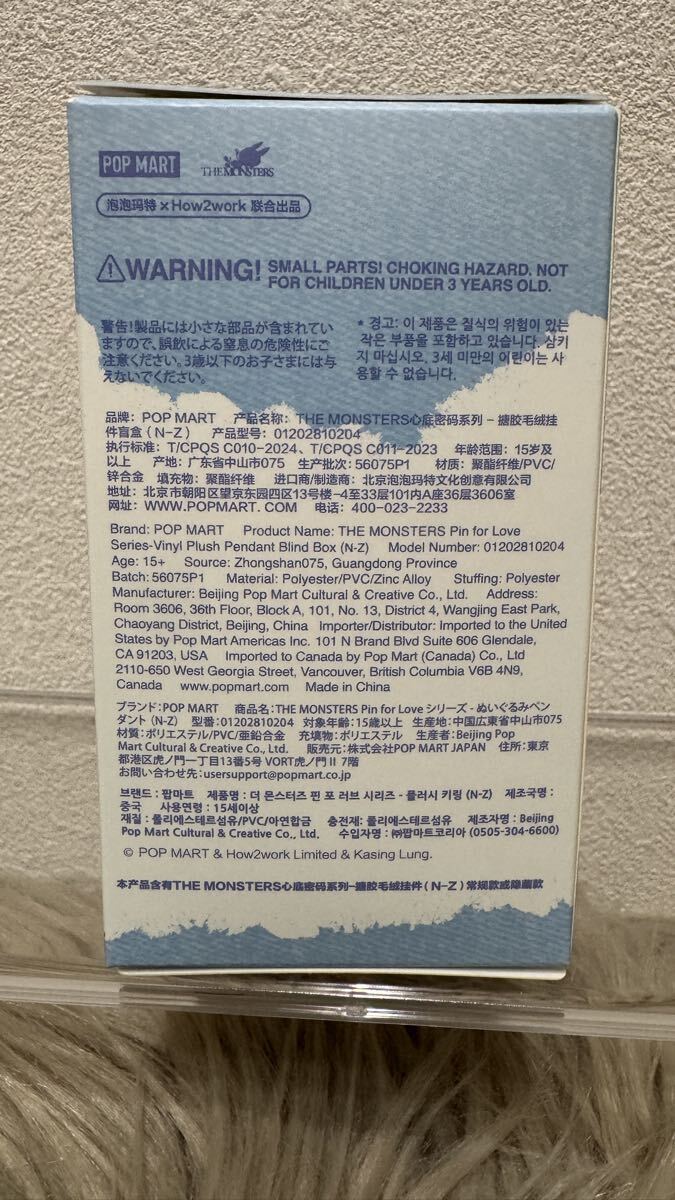 POP MART THE MONSTERS
泡泡玛特 × How2work 联合出品
WARNING! SMALL PARTS! CHOKING HAZARD. NOT
FOR CHILDREN UNDER 3 YEARS OLD.
警告!製品には小さな部品が含まれてい
ますので、誤飲による窒息の危険性にご
注意ください。3歳以下のお子さまには与
えないでください。
* 경고: 이 제품은 질식의 위험이 있는
작은 부품을 포함하고 있습니다. 삼키
지 마십시오, 3세 미만의 어린이는 사
용할 수 없습니다.
品牌: POP MART 产品名称: THE MONSTERS心底密码系列 – 搪胶毛绒挂
件盲盒 (N–Z) 产品型号: 01202810204
执行标准: T/CPQS C010-2024、T/CPQS C011-2023 年龄范围: 15岁及
以上 产地: 广东省中山市075 生产批次: 56075P1 材质: 聚酯纤维/PVC/
锌合金 填充物: 聚酯纤维 进口商/制造商: 北京泡泡玛特文化创意有限公司
地址: 北京市朝阳区望京东园四区13号楼-4至33层101内A座36层3606室
网址: WWW.POPMART.COM 电话: 400-023-2233
Brand: POP MART Product Name: THE MONSTERS Pin for Love
Series-Vinyl Plush Pendant Blind Box (N-Z) Model Number: 01202810204
Age: 15+ Source: Zhongshan075, Guangdong Province
Batch: 56075P1 Material: Polyester/PVC/Zinc Alloy Stuffing: Polyester
Manufacturer: Beijing Pop Mart Cultural & Creative Co., Ltd. Address:
Room 3606, 36th Floor, Block A, 101, No. 13, District 4, Wangjing East Park,
Chaoyang District, Beijing, China Importer/Distributor: Imported to the United
States by Pop Mart Americas Inc. 101 N Brand Blvd Suite 606 Glendale,
CA 91203, USA Imported to Canada by Pop Mart (Canada) Co., Ltd
2110-650 West Georgia Street, Vancouver, British Columbia V6B 4N9,
Canada www.popmart.com Made in China
ブランド: POP MART 商品名: THE MONSTERS Pin for Love シリーズ - ぬいぐるみペン
ダント (N-Z) 型番: 01202810204 対象年齢: 15歳以上 生産地: 中国広東省中山市075
材質: ポリエステル/PVC/亜鉛合金 充填物: ポリエステル 生産者: Beijing Pop
Mart Cultural & Creative Co., Ltd. 販売元: 株式会社POP MART JAPAN 住所: 東京
都港区虎ノ門一丁目13番5号 VORT虎ノ門 II 7階
お問い合わせ先: usersupport@popmart.co.jp
브랜드 : 팝마트 제품명 : 더 몬스터즈 핀 포 러브 시리즈 - 플러시 키링 (N-Z) 제조국명 :
중국 사용연령 : 15세이상
재질 : 폴리에스테르섬유/PVC/아연합금 충전재: 폴리에스테르섬유 제조자명 : Beijing
Pop Mart Cultural & Creative Co., Ltd. 수입자명 : ㈜팝마트코리아 (0505-304-6600)
© POP MART & How2work Limited & Kasing Lung.
本产品含有THE MONSTERS心底密码系列–搪胶毛绒挂件 (N–Z) 常规款或隐藏款